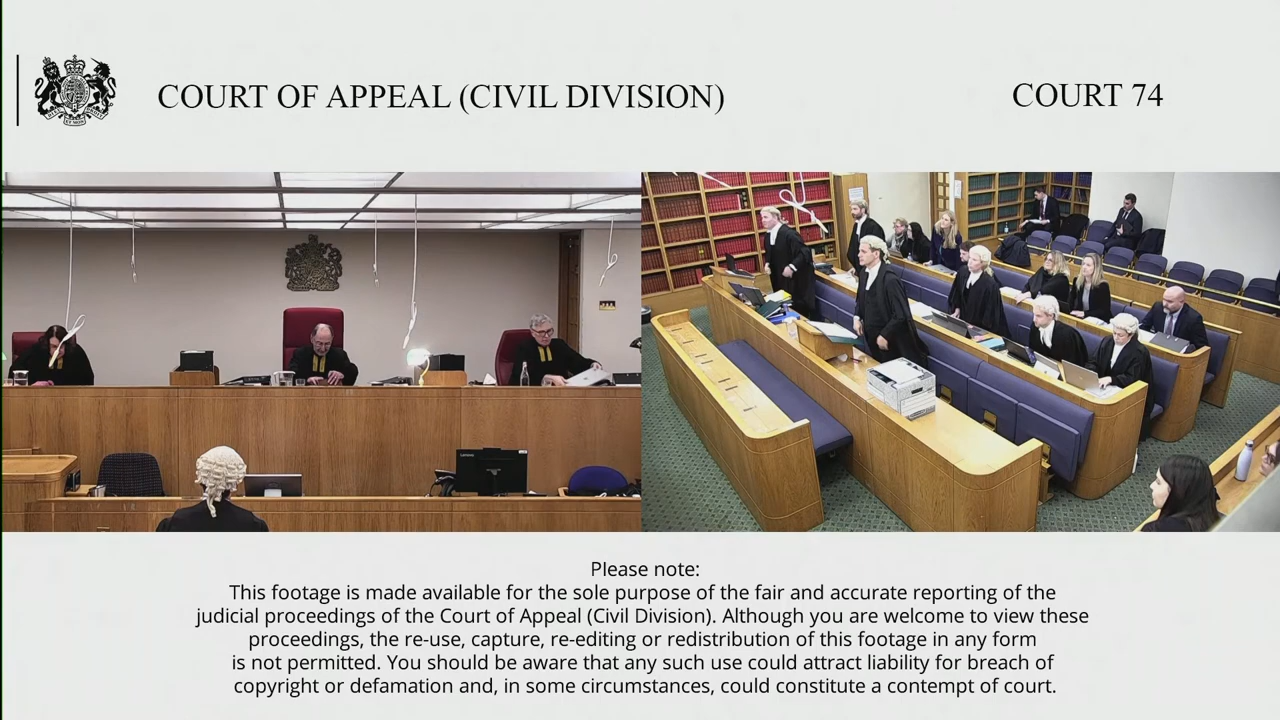 COURT OF APPEAL (CIVIL DIVISION)
COURT 74
Please note:
This footage is made available for the sole purpose of the fair and accurate reporting of the
judicial proceedings of the Court of Appeal (Civil Division). Although you are welcome to view these
proceedings, the re-use, capture, re-editing or redistribution of this footage in any form
is not permitted. You should be aware that any such use could attract liability for breach of
copyright or defamation and, in some circumstances, could constitute a contempt of court.